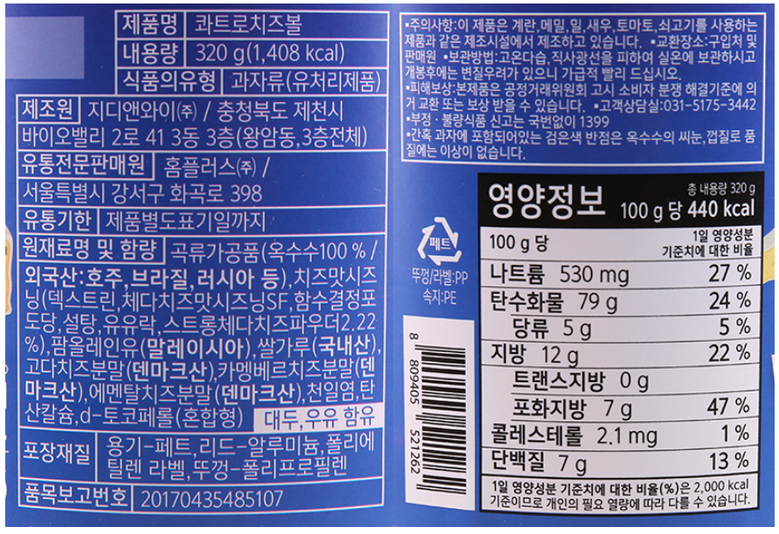 제품명 콰트로치즈볼
내용량 320 g(1,408 kcal)
식품의유형 과자류(유처리제품)
제조원 지디앤와이(주) / 충청북도 제천시
바이오밸리 2로 41 3동 3층(왕암동,3층전체)
유통전문판매원 홈플러스(주) /
서울특별시 강서구 화곡로 398
유통기한 제품별도표기일까지
원재료명 및 함량 곡류가공품(옥수수100 % /
외국산:호주,브라질,러시아 등),치즈맛시즈
닝(덱스트린,체다치즈맛시즈닝SF,함수결정포
도당,설탕,유유락,스트롱체다치즈파우더2.22
%),팜올레인유(말레이시아),쌀가루(국내산),
고다치즈분말(덴마크산),카멤베르치즈분말(덴
마크산),에멘탈치즈분말(덴마크산),천일염,탄
산칼슘,d-토코페롤(혼합형) 대두,우유 함유
포장재질 용기-페트,리드-알루미늄,폴리에
틸렌 라벨,뚜껑-폴리프로필렌
품목보고번호 20170435485107
•주의사항:이 제품은 계란,메밀,밀,새우,토마토,쇠고기를 사용하는
제품과 같은 제조시설에서 제조하고 있습니다. •교환장소:구입처 및
판매원 •보관방법:고온다습,직사광선을 피하여 실온에 보관하시고
개봉후에는 변질우려가 있으니 가급적 빨리 드십시오.
•피해보상:본제품은 공정거래위원회 고시 소비자 분쟁 해결기준에 의
거 교환 또는 보상 받을 수 있습니다. •고객상담실:031-5175-3442
•부정·불량식품 신고는 국번없이 1399
•간혹 과자에 포함되어있는 검은색 반점은 옥수수의 씨눈,껍질로 품
질에는 이상이 없습니다.
페트
뚜껑/라벨:PP
속지:PE
8 809405 521262
영양정보 총 내용량 320 g
100 g 당 440 kcal
100 g 당 1일 영양성분
기준치에 대한 비율
나트륨 530 mg 27 %
탄수화물 79 g 24 %
당류 5 g 5 %
지방 12 g 22 %
트랜스지방 0 g
포화지방 7 g 47 %
콜레스테롤 2.1 mg 1 %
단백질 7 g 13 %
1일 영양성분 기준치에 대한 비율(%)은 2,000 kcal
기준이므로 개인의 필요 열량에 따라 다를 수 있습니다.